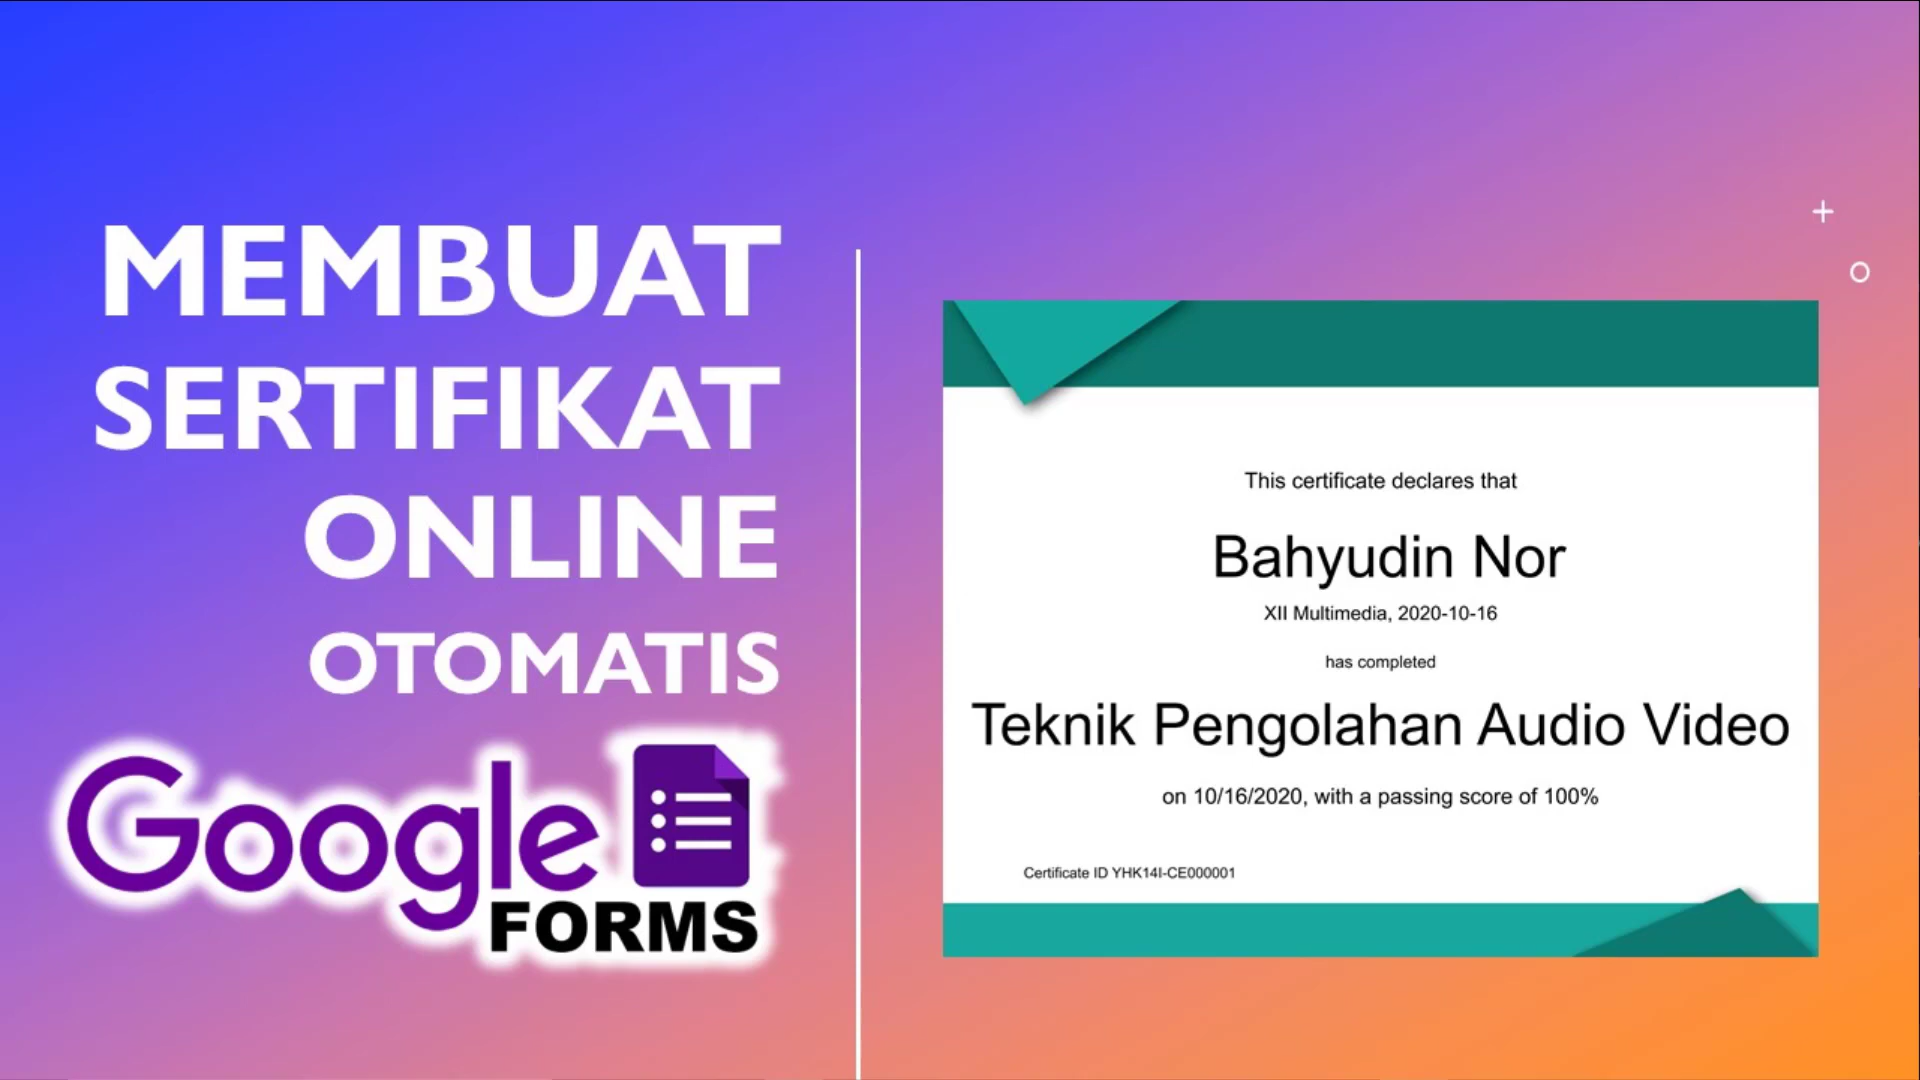 MEMBUAT
SERTIFIKAT
ONLINE
OTOMATIS
Google
FORMS
This certificate declares that
Bahyudin Nor
XII Multimedia, 2020-10-16
has completed
Teknik Pengolahan Audio Video
on 10/16/2020, with a passing score of 100%
Certificate ID YHK14I-CE000001